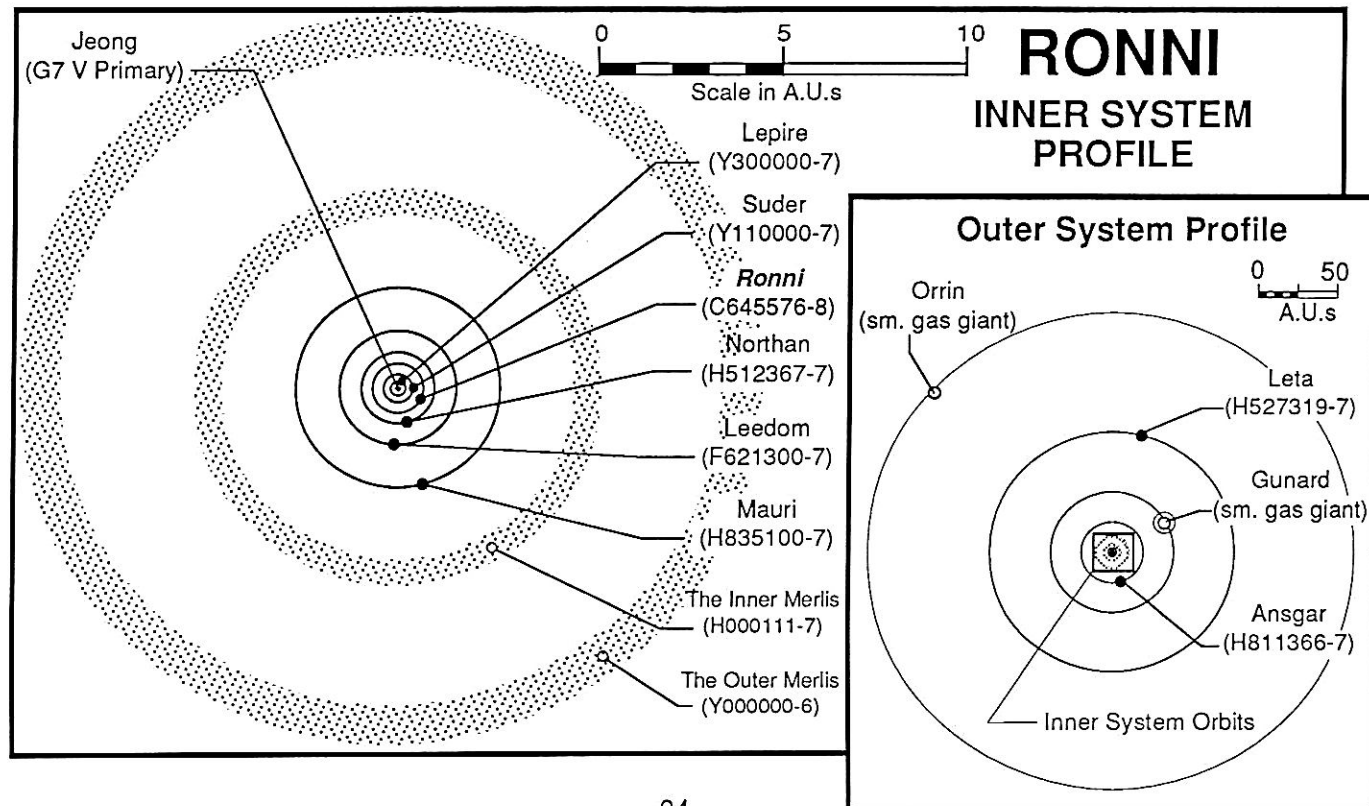 Jeong
(G7 V Primary)
0 5 10
Scale in A.U.s
RONNI
INNER SYSTEM
PROFILE
Lepire
(Y300000-7)
Suder
(Y110000-7)
Ronni
(C645576-8)
Northan
(H512367-7)
Leedom
(F621300-7)
Mauri
(H835100-7)
The Inner Merlis
(H000111-7)
The Outer Merlis
(Y000000-6)
Outer System Profile
0 50
A.U.s
Orrin
(sm. gas giant)
Leta
(H527319-7)
Gunard
(sm. gas giant)
Ansgar
(H811366-7)
Inner System Orbits